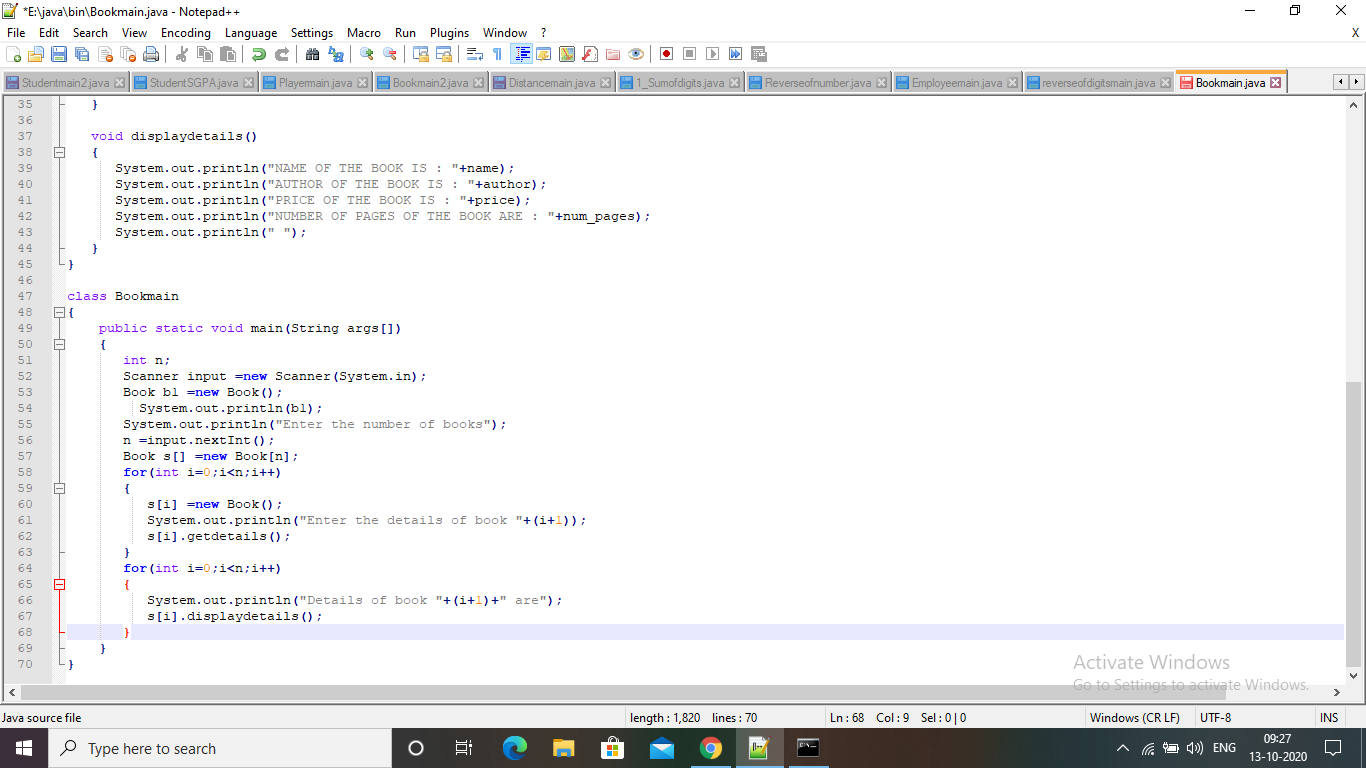 *E:\java\bin\Bookmain.java - Notepad++
File Edit Search View Encoding Language Settings Macro Run Plugins Window ? X
Studentmain2.java StudentSGPA.java Playermain.java Bookmain2.java Distancemain.java 1_Sumofdigits.java Reverseofnumber.java Employeemain.java reverseofdigitsmain.java Bookmain.java
35 }
36
37 void displaydetails()
38 {
39 System.out.println("NAME OF THE BOOK IS : "+name);
40 System.out.println("AUTHOR OF THE BOOK IS : "+author);
41 System.out.println("PRICE OF THE BOOK IS : "+price);
42 System.out.println("NUMBER OF PAGES OF THE BOOK ARE : "+num_pages);
43 System.out.println(" ");
44 }
45 }
46
47 class Bookmain
48 {
49 public static void main(String args[])
50 {
51 int n;
52 Scanner input =new Scanner(System.in);
53 Book b1 =new Book();
54 System.out.println(b1);
55 System.out.println("Enter the number of books");
56 n =input.nextInt();
57 Book s[] =new Book[n];
58 for(int i=0;i<n;i++)
59 {
60 s[i] =new Book();
61 System.out.println("Enter the details of book "+(i+1));
62 s[i].getdetails();
63 }
64 for(int i=0;i<n;i++)
65 {
66 System.out.println("Details of book "+(i+1)+" are");
67 s[i].displaydetails();
68 }
69 }
70 }
Activate Windows
Go to Settings to activate Windows.
Java source file length : 1,820 lines : 70 Ln : 68 Col : 9 Sel : 0 | 0 Windows (CR LF) UTF-8 INS
Type here to search ENG 09:27
13-10-2020